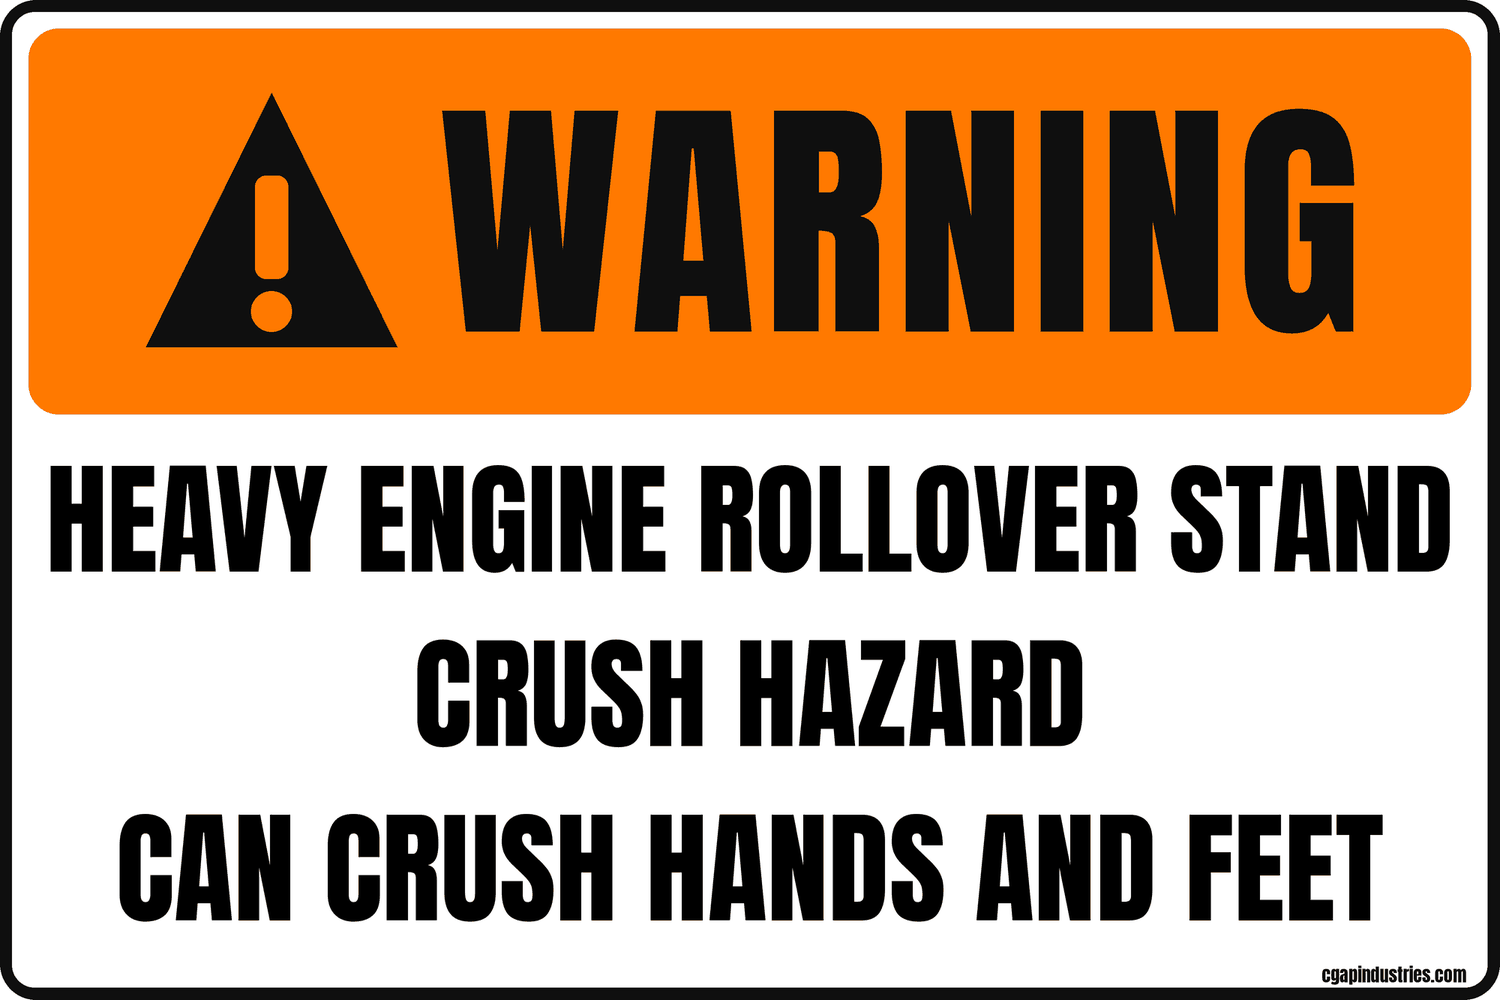 WARNING
HEAVY ENGINE ROLLOVER STAND
CRUSH HAZARD
CAN CRUSH HANDS AND FEET
cgapindustries.com